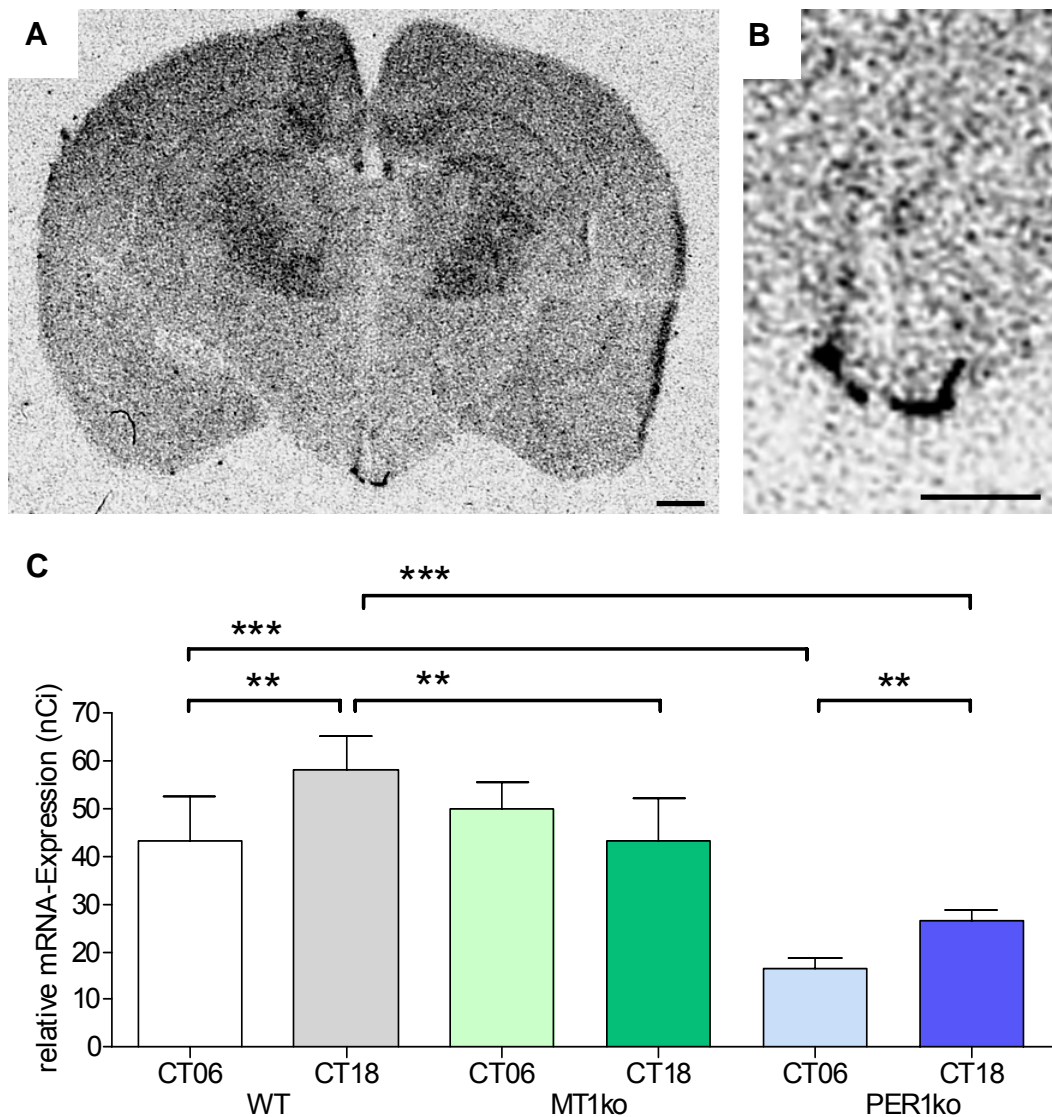 A
B
C
***
***
**
**
**
relative mRNA-Expression (nCi)
70
60
50
40
30
20
10
0
CT06
CT18
CT06
CT18
CT06
CT18
WT
MT1ko
PER1ko